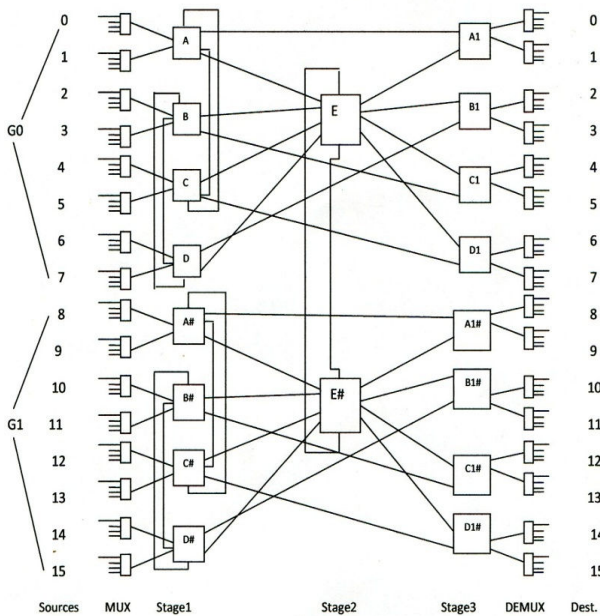 0 A A1 0
1 1
2 B E B1 2
3 3
G0
4 C C1 4
5 5
6 D D1 6
7 7
8 A# A1# 8
9 9
10 B# E# B1# 10
G1 11 11
12 C# C1# 12
13 13
14 D# D1# 14
15 15
Sources MUX Stage1 Stage2 Stage3 DEMUX Dest.